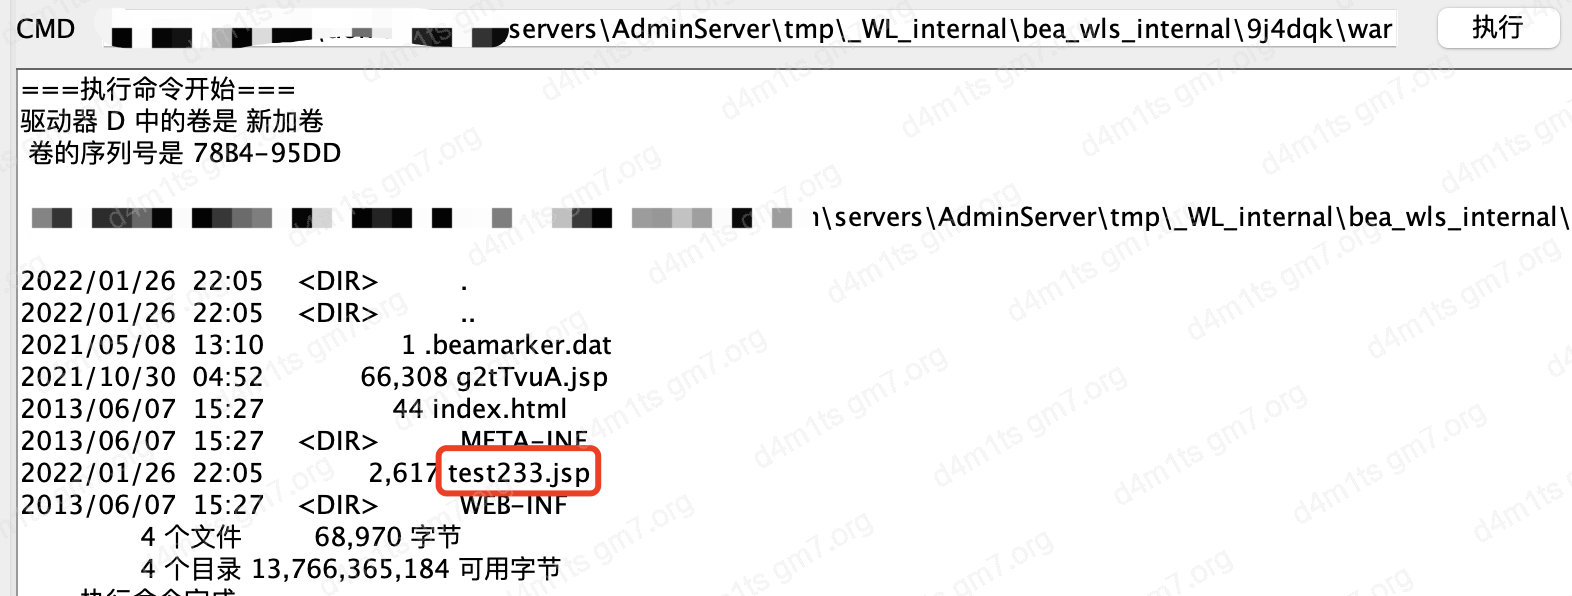 CMD servers\AdminServer\tmp\_WL_internal\bea_wls_internal\9j4dqk\war 执行
===执行命令开始===
驱动器 D 中的卷是 新加卷
卷的序列号是 78B4-95DD
\servers\AdminServer\tmp\_WL_internal\bea_wls_internal\
2022/01/26 22:05 <DIR> .
2022/01/26 22:05 <DIR> ..
2021/05/08 13:10 1 .beamarker.dat
2021/10/30 04:52 66,308 g2tTvuA.jsp
2013/06/07 15:27 44 index.html
2013/06/07 15:27 <DIR> META-INF
2022/01/26 22:05 2,617 test233.jsp
2013/06/07 15:27 <DIR> WEB-INF
4 个文件 68,970 字节
4 个目录 13,766,365,184 可用字节
执行命令完成
d4m1ts gm7.org